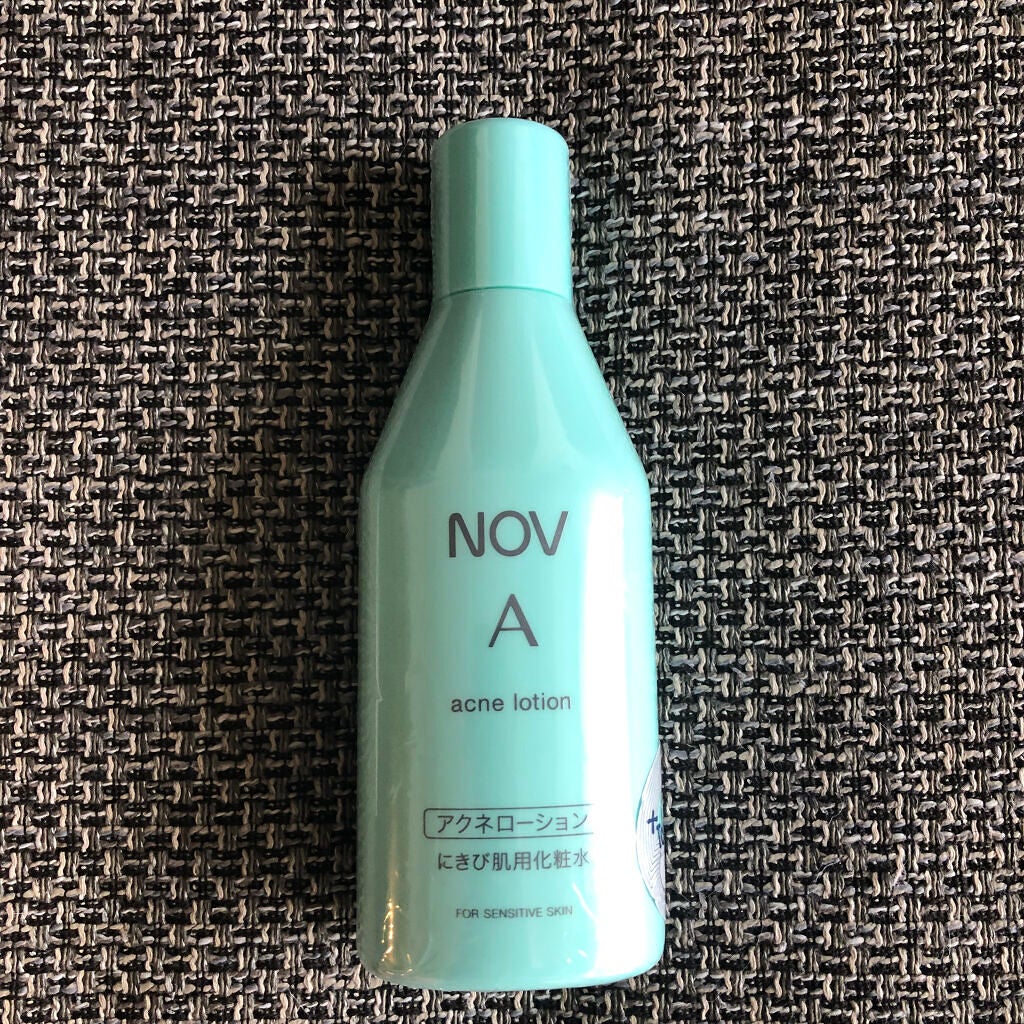 NOV
A
acne lotion
アクネローション
にきび肌用化粧水
FOR SENSITIVE SKIN